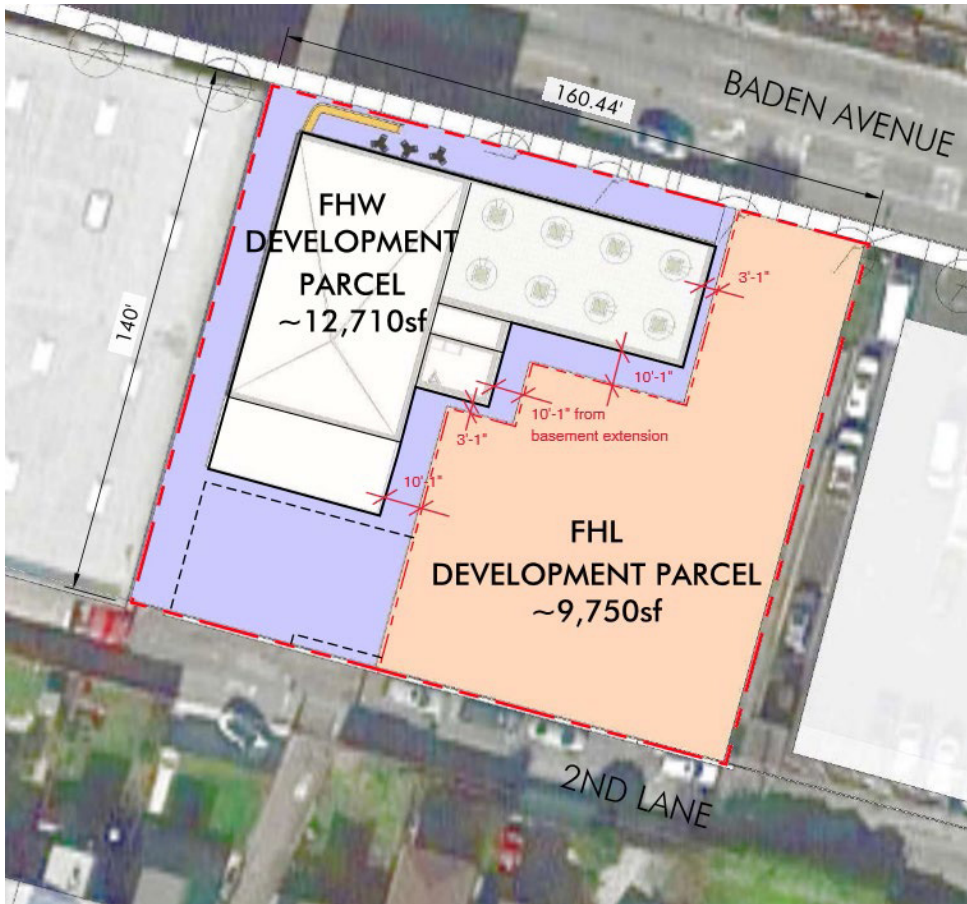 BADEN AVENUE
160.44'
FHW
DEVELOPMENT
PARCEL
~12,710sf
140'
3'-1"
10'-1"
10'-1" from
basement extension
3'-1"
10'-1"
FHL
DEVELOPMENT PARCEL
~9,750sf
2ND LANE